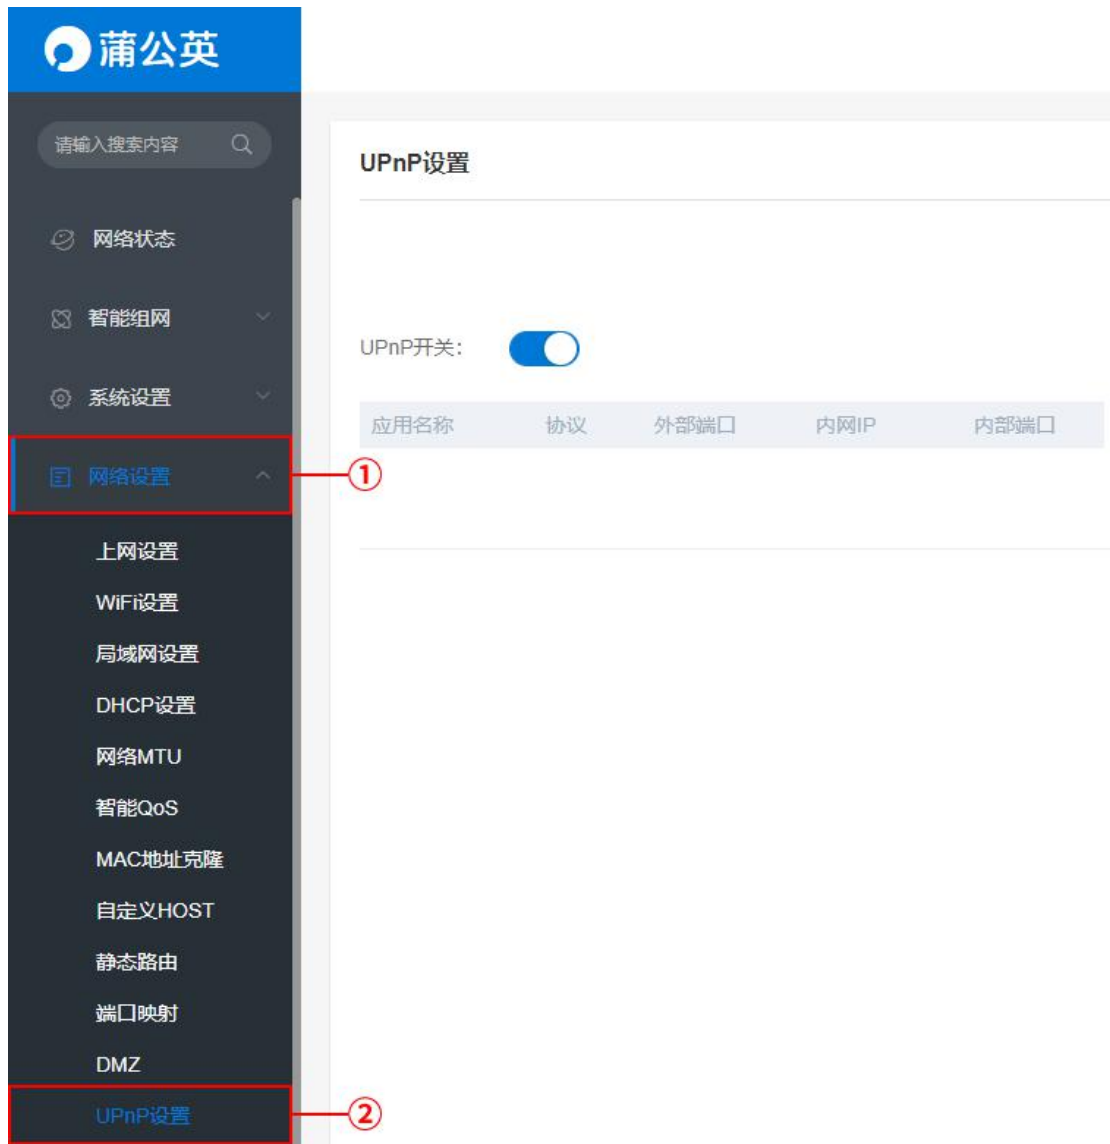 蒲公英
请输入搜索内容
UPnP设置
网络状态
智能组网
UPnP开关：
系统设置
应用名称 协议 外部端口 内网IP 内部端口
网络设置 ①
上网设置
WiFi设置
局域网设置
DHCP设置
网络MTU
智能QoS
MAC地址克隆
自定义HOST
静态路由
端口映射
DMZ
UPnP设置 ②